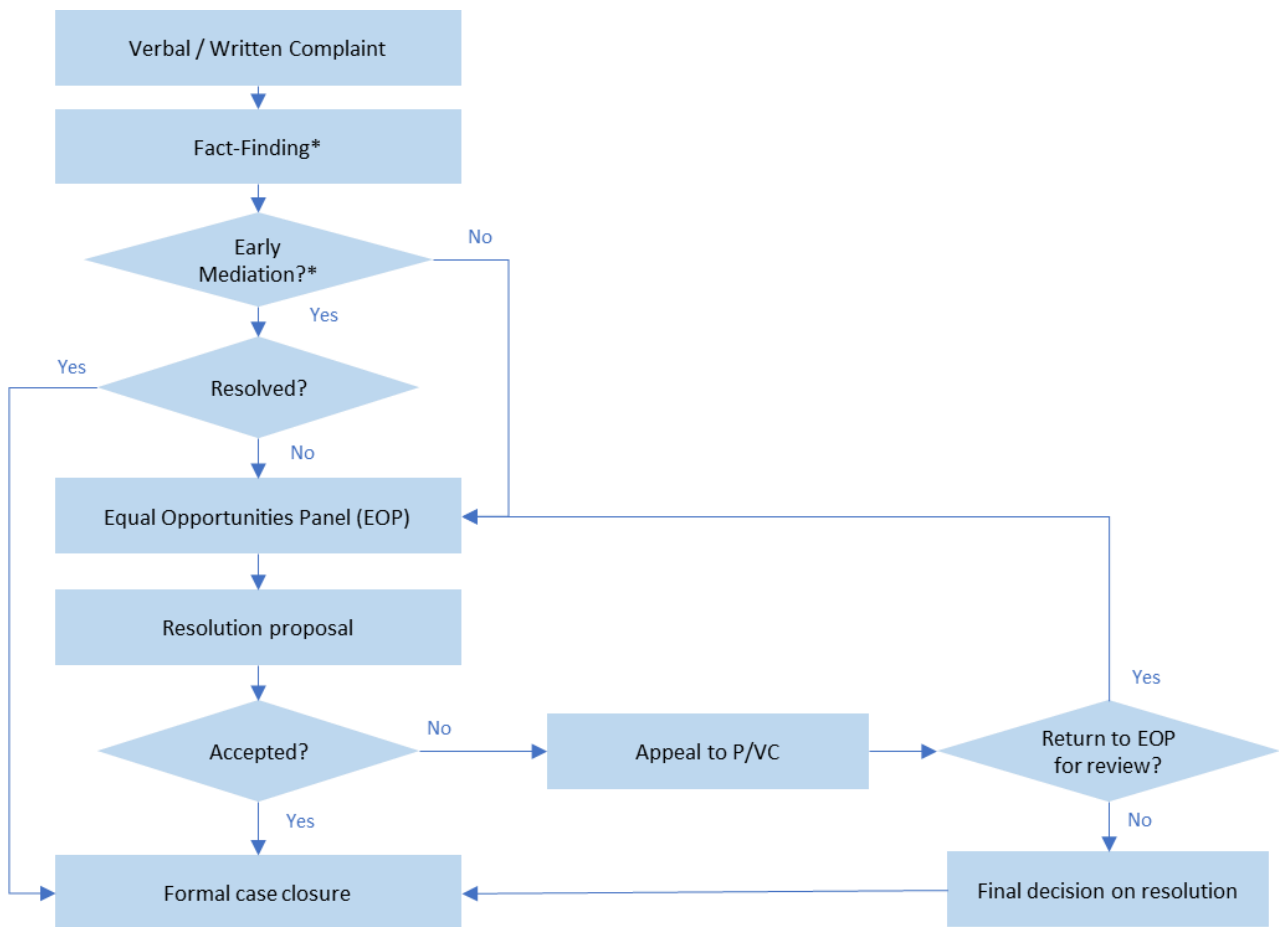 Verbal / Written Complaint
Fact-Finding*
Early
Mediation?*
No
Yes
Yes
Resolved?
No
Equal Opportunities Panel (EOP)
Resolution proposal
Yes
Accepted?
No
Appeal to P/VC
Return to EOP
for review?
Yes
No
Formal case closure
Final decision on resolution